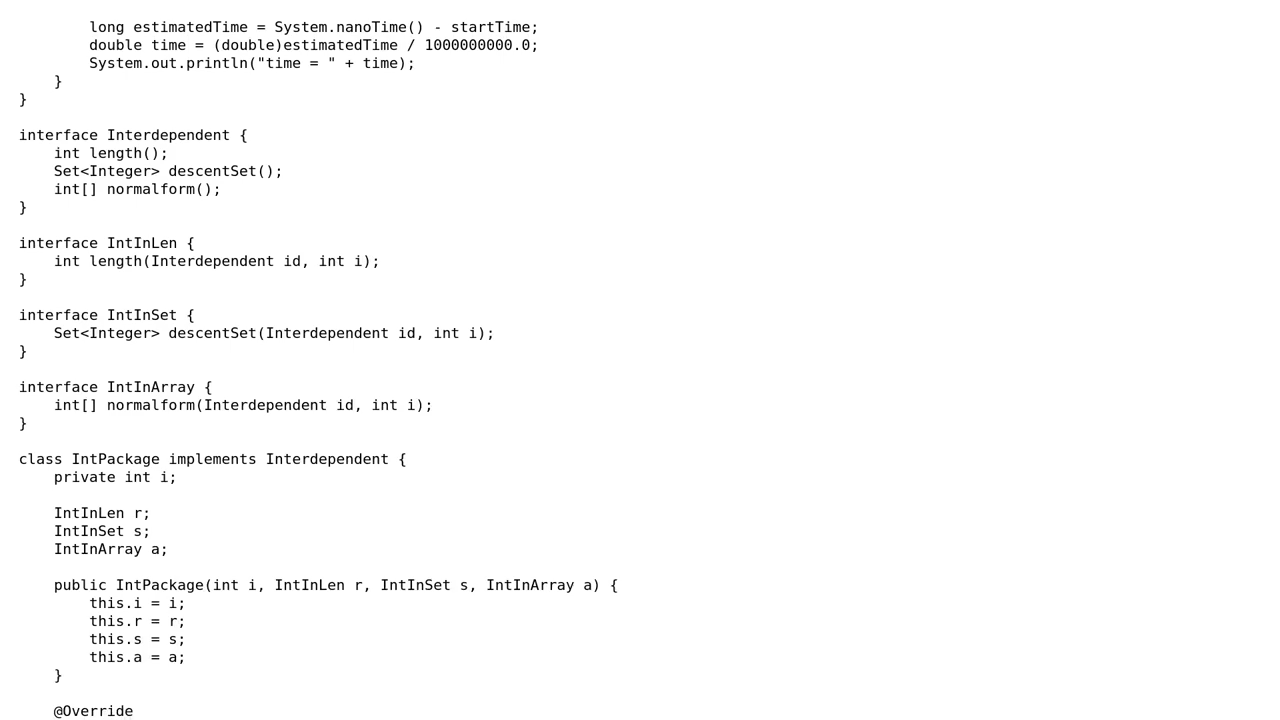 long estimatedTime = System.nanoTime() - startTime;
        double time = (double)estimatedTime / 1000000000.0;
        System.out.println("time = " + time);
    }
}

interface Interdependent {
    int length();
    Set<Integer> descentSet();
    int[] normalform();
}

interface IntInLen {
    int length(Interdependent id, int i);
}

interface IntInSet {
    Set<Integer> descentSet(Interdependent id, int i);
}

interface IntInArray {
    int[] normalform(Interdependent id, int i);
}

class IntPackage implements Interdependent {
    private int i;

    IntInLen r;
    IntInSet s;
    IntInArray a;

    public IntPackage(int i, IntInLen r, IntInSet s, IntInArray a) {
        this.i = i;
        this.r = r;
        this.s = s;
        this.a = a;
    }

    @Override